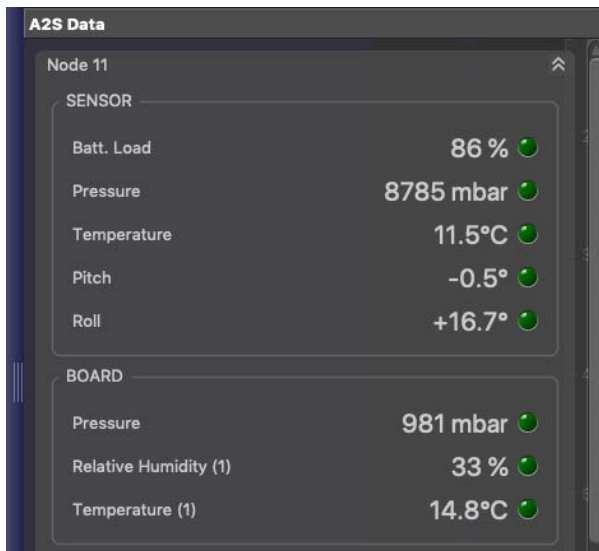 A2S Data
Node 11
SENSOR
Batt. Load 86 %
Pressure 8785 mbar
Temperature 11.5°C
Pitch -0.5°
Roll +16.7°
BOARD
Pressure 981 mbar
Relative Humidity (1) 33 %
Temperature (1) 14.8°C